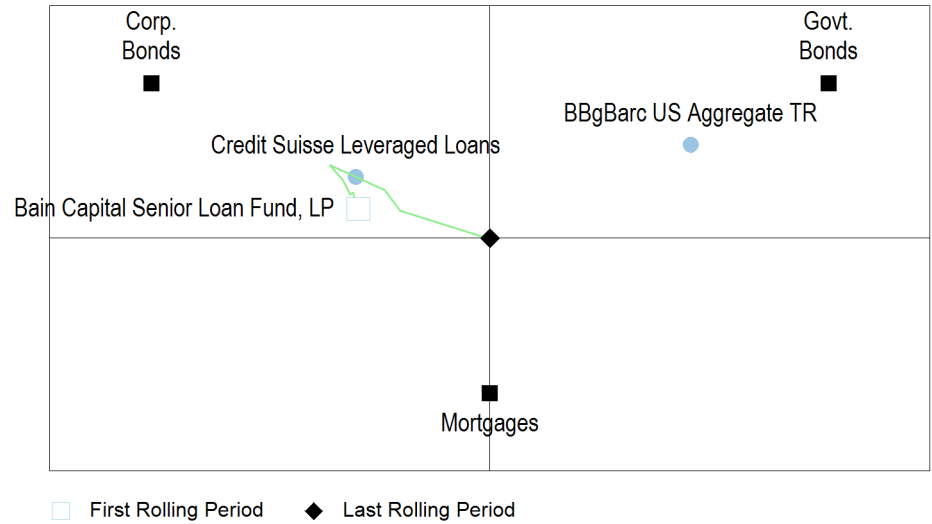 Corp.
Bonds
Govt.
Bonds
BBgBarc US Aggregate TR
Credit Suisse Leveraged Loans
Bain Capital Senior Loan Fund, LP
Mortgages
First Rolling Period
Last Rolling Period